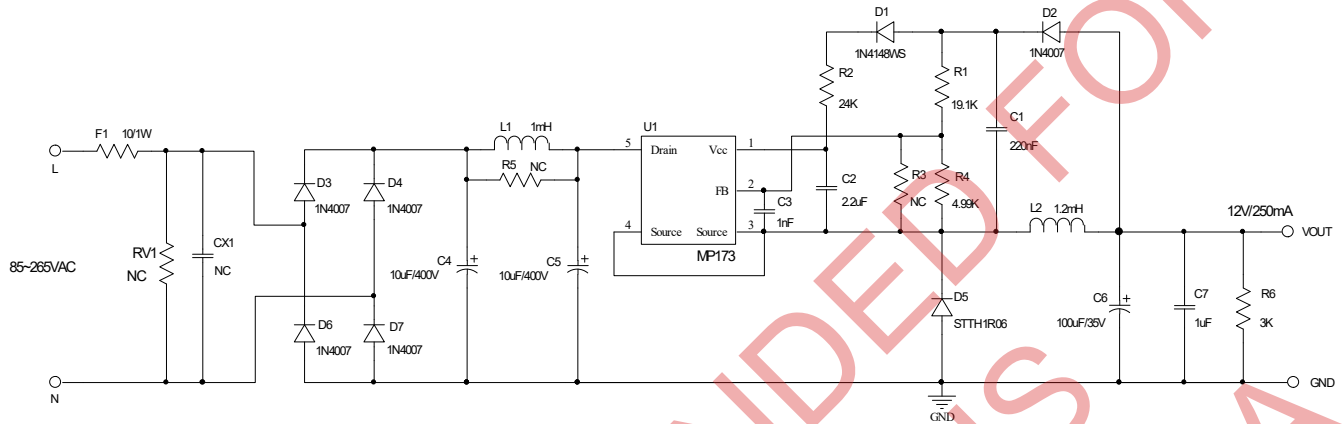 D1
1N4148WS
D2
1N4007
R2
24K
R1
19.1K
C1
220nF
F1 10/1W
L
L1 1mH
R5 NC
U1
5 Drain Vcc 1
FB 2
4 Source Source 3
MP173
C2
2.2uF
C3
1nF
R3
NC
R4
4.99K
L2 1.2mH
12V/250mA
VOUT
D3
1N4007
D4
1N4007
RV1
NC
CX1
NC
85~265VAC
C4
10uF/400V
C5
10uF/400V
D5
STTH1R06
C6
100uF/35V
C7
1uF
R6
3K
D6
1N4007
D7
1N4007
N
GND
GND
NDED FOR
NS
A